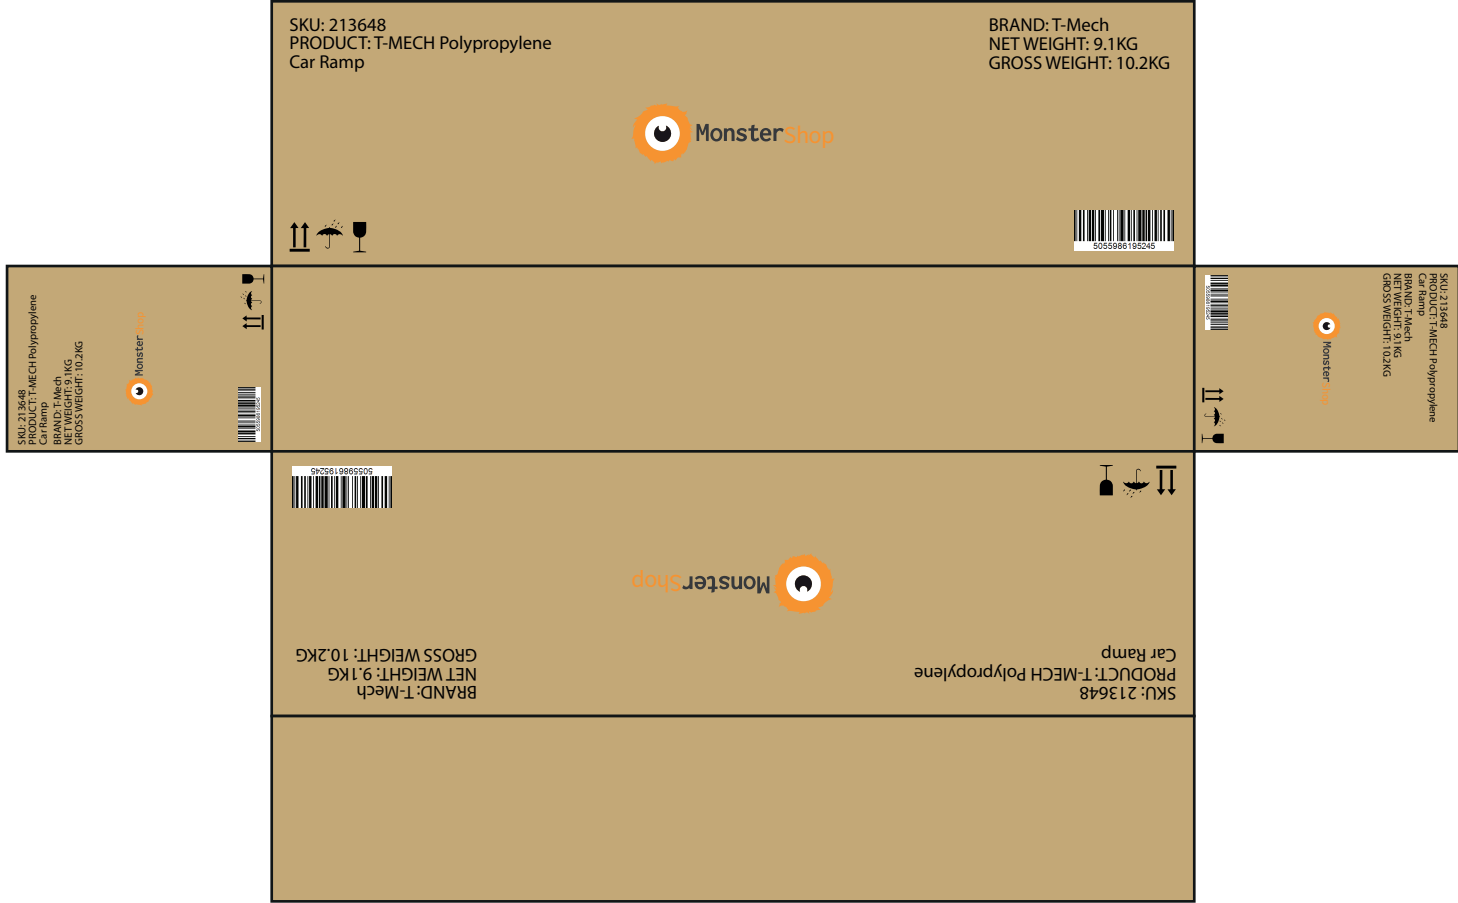 SKU: 213648
PRODUCT: T-MECH Polypropylene
Car Ramp
BRAND: T-Mech
NET WEIGHT: 9.1KG
GROSS WEIGHT: 10.2KG
MonsterShop
5055986195245
SKU: 213648
PRODUCT: T-MECH Polypropylene
Car Ramp
BRAND: T-Mech
NET WEIGHT: 9.1KG
GROSS WEIGHT: 10.2KG
MonsterShop
5055986195245
SKU: 213648
PRODUCT: T-MECH Polypropylene
Car Ramp
BRAND: T-Mech
NET WEIGHT: 9.1KG
GROSS WEIGHT: 10.2KG
MonsterShop
5055986195245
SKU: 213648
PRODUCT: T-MECH Polypropylene
Car Ramp
BRAND: T-Mech
NET WEIGHT: 9.1KG
GROSS WEIGHT: 10.2KG
MonsterShop
5055986195245